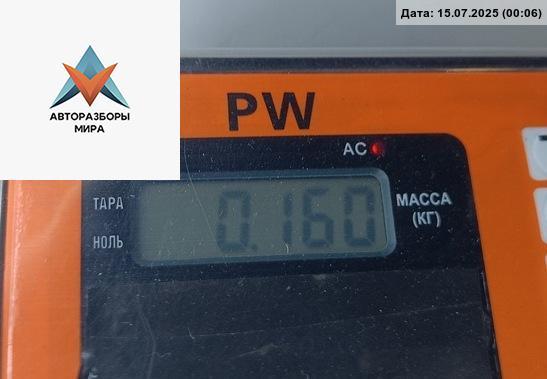 Дата: 15.07.2025 (00:06)
АВТОРАЗБОРЫ
МИРА
PW
AC
ТАРА
НОЛЬ
0.160
МАССА
(КГ)